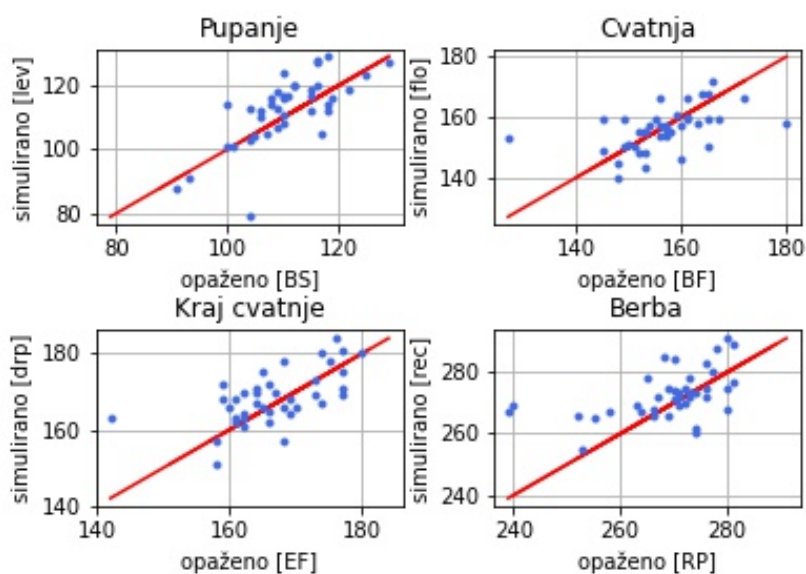 Pupanje
simulirano [lev]
120
100
80
80 100 120
opaženo [BS]
Cvatnja
simulirano [flo]
180
160
140
140 160 180
opaženo [BF]
Kraj cvatnje
simulirano [drp]
180
160
140
140 160 180
opaženo [EF]
Berba
simulirano [rec]
280
260
240
240 260 280
opaženo [RP]